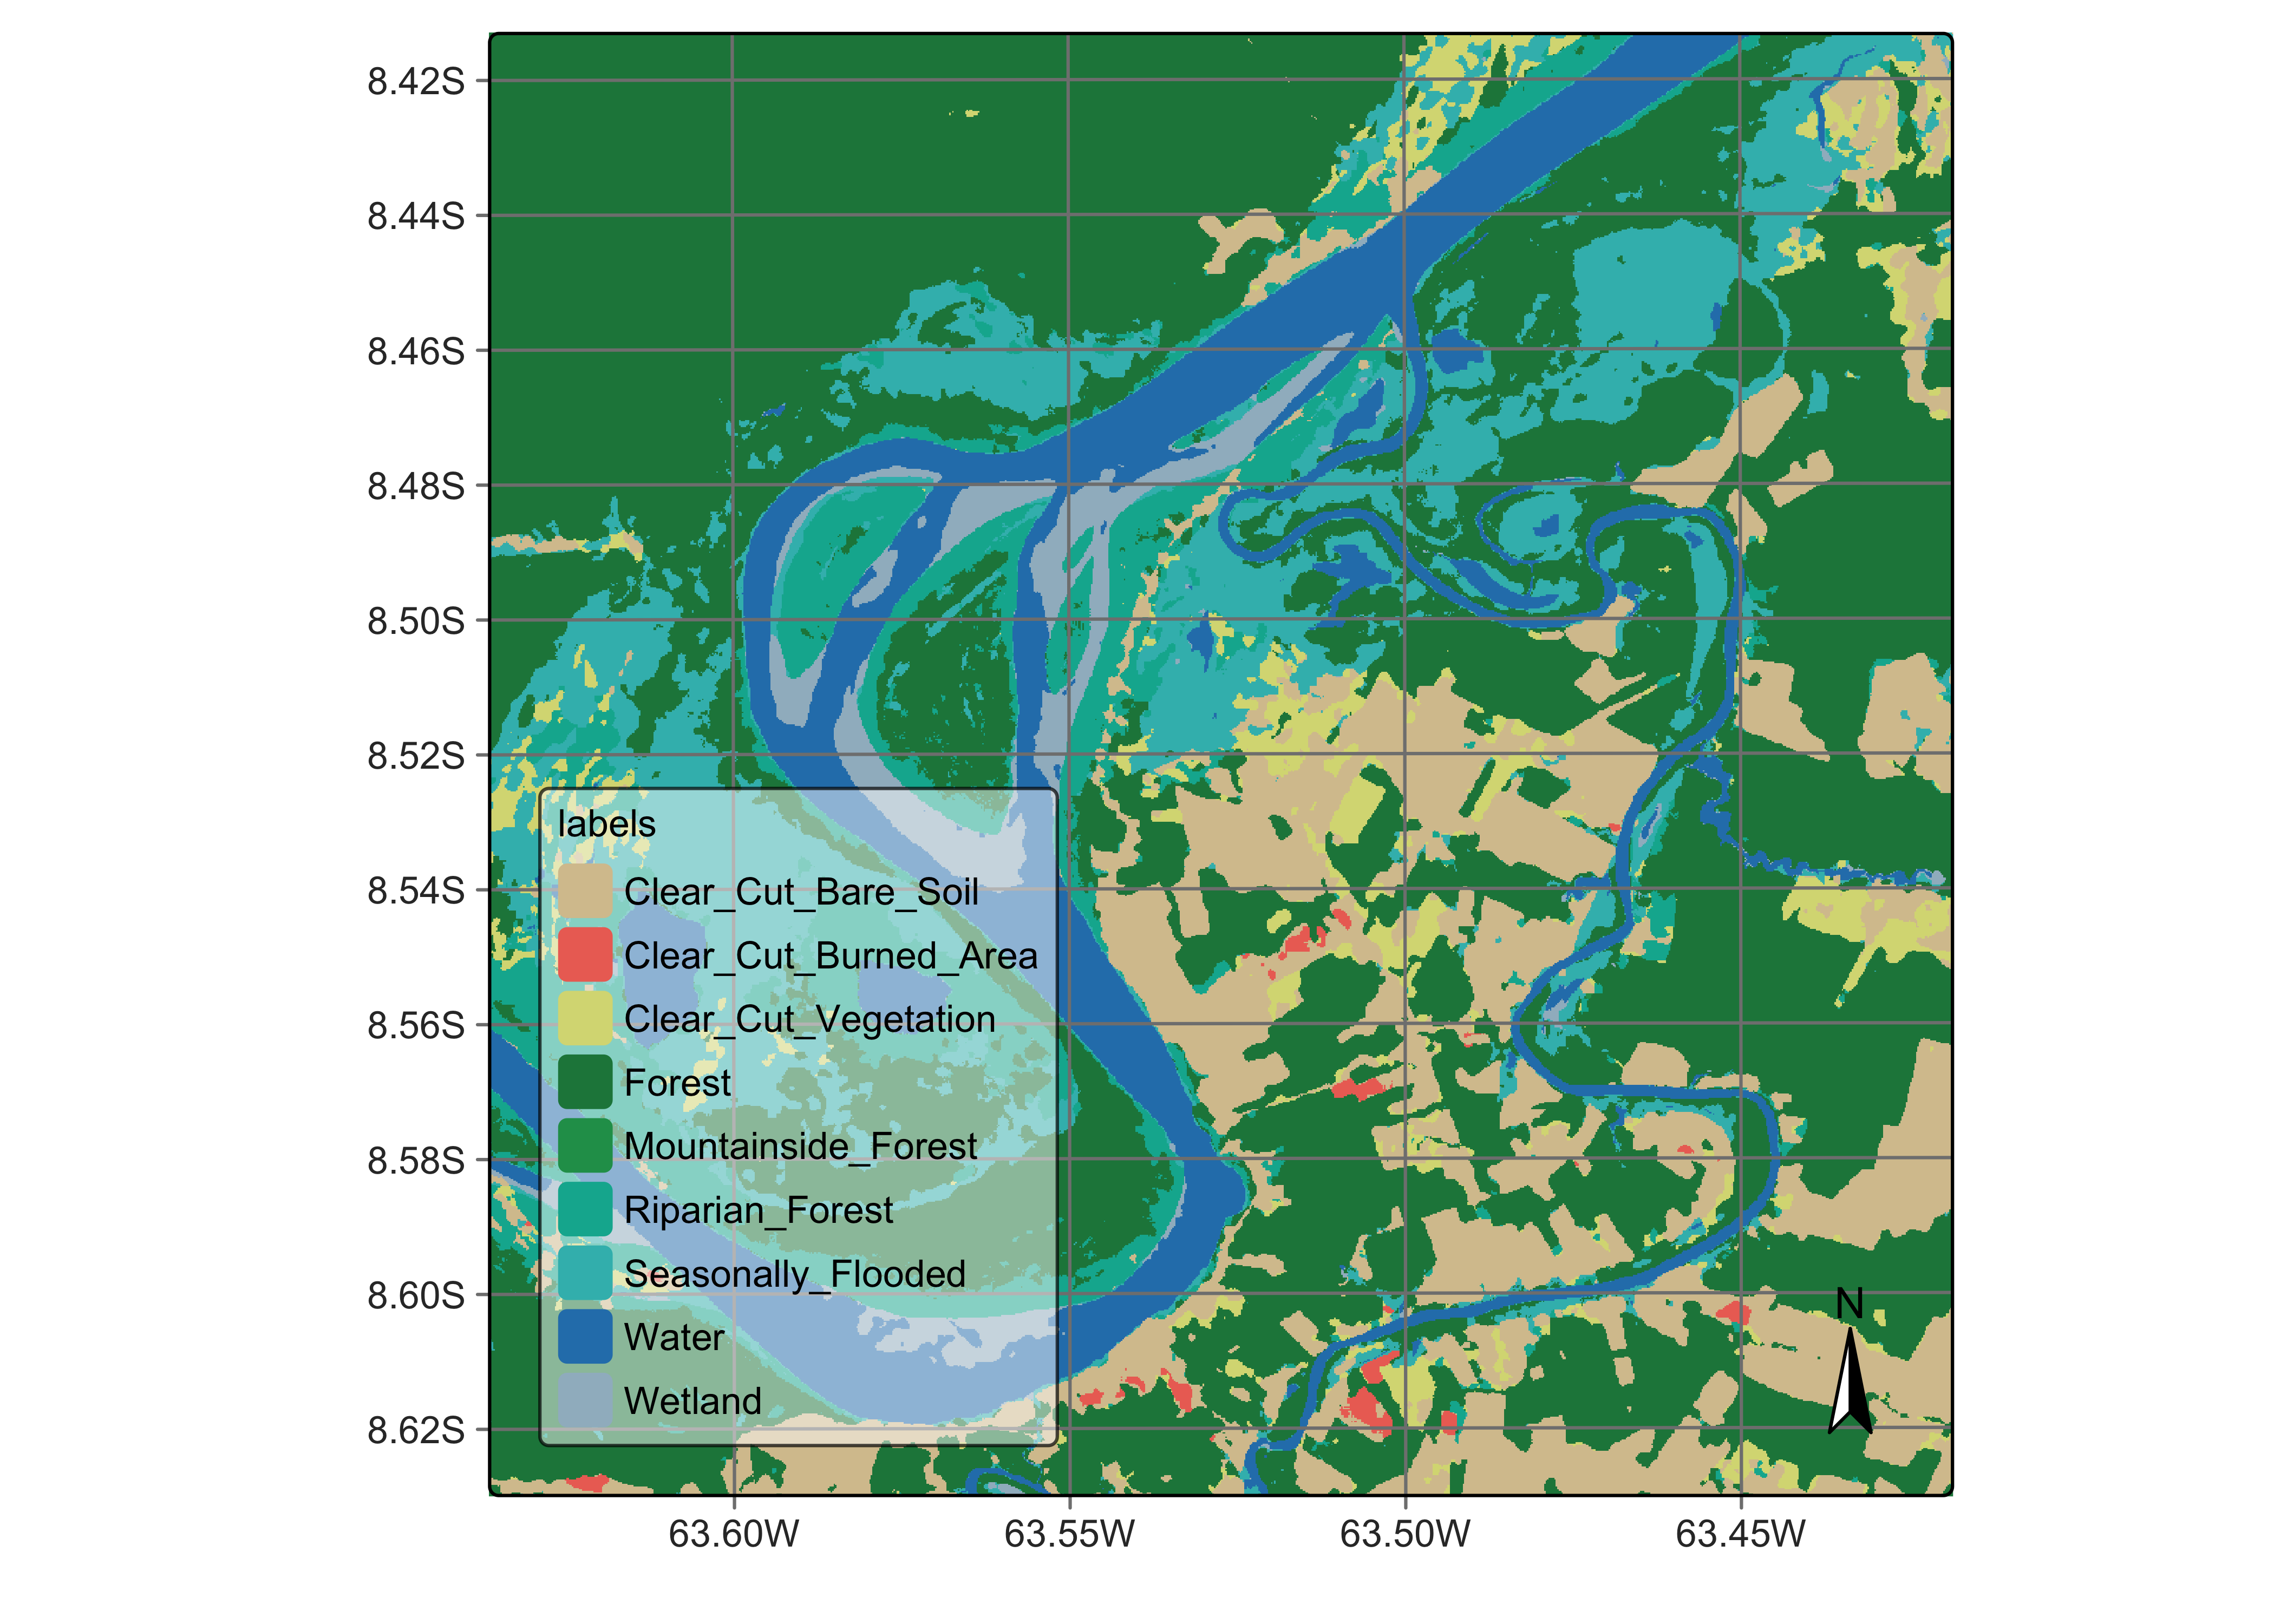 8.42S
8.44S
8.46S
8.48S
8.50S
8.52S
8.54S
8.56S
8.58S
8.60S
8.62S
labels
Clear_Cut_Bare_Soil
Clear_Cut_Burned_Area
Clear_Cut_Vegetation
Forest
Mountainside_Forest
Riparian_Forest
Seasonally_Flooded
Water
Wetland
N
63.60W 63.55W 63.50W 63.45W